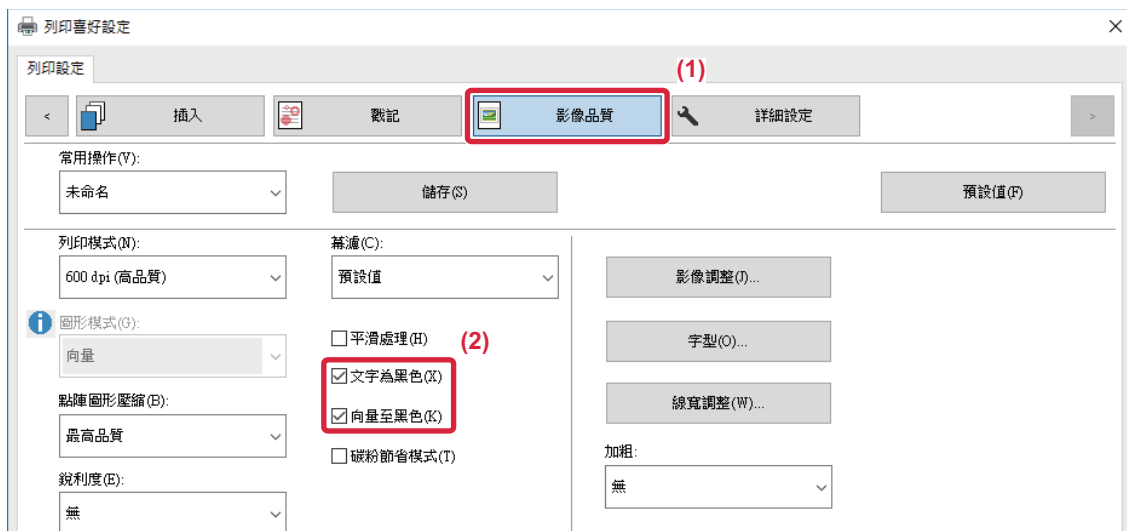 列印喜好設定
列印設定
(1)
<
插入
戳記
影像品質
詳細設定
>
常用操作(V):
未命名
儲存(S)
預設值(F)
列印模式(N):
600 dpi (高品質)
幕濾(C):
預設值
影像調整(J)...
圖形模式(G):
向量
平滑處理(H)
(2)
字型(O)...
文字為黑色(X)
點陣圖形壓縮(B):
最高品質
向量至黑色(K)
線寬調整(W)...
碳粉節省模式(T)
加粗:
無
銳利度(E):
無